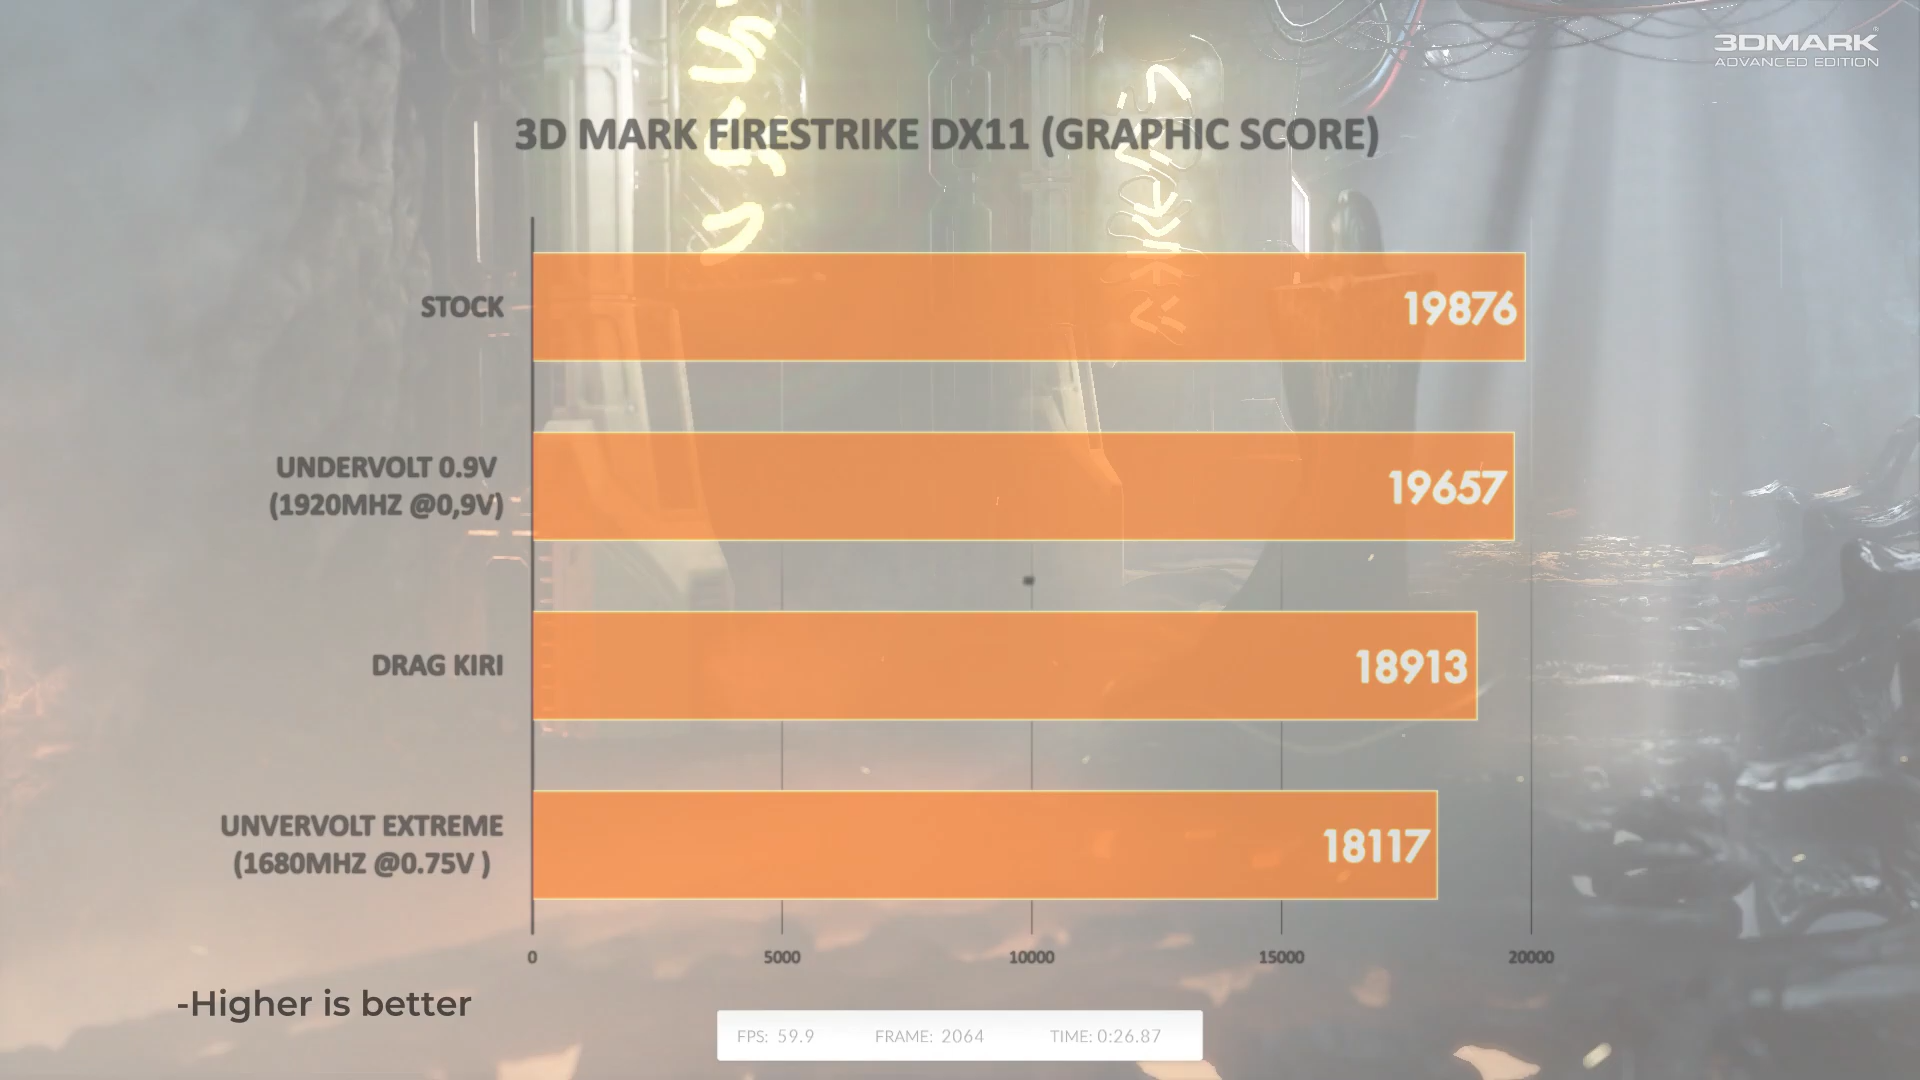 3DMARK
ADVANCED EDITION
3D MARK FIRESTRIKE DX11 (GRAPHIC SCORE)
STOCK
19876
UNDERVOLT 0.9V
(1920MHZ @0,9V)
19657
DRAG KIRI
18913
UNVERVOLT EXTREME
(1680MHZ @0.75V )
18117
0 5000 10000 15000 20000
-Higher is better
FPS: 59.9 FRAME: 2064 TIME: 0:26.87